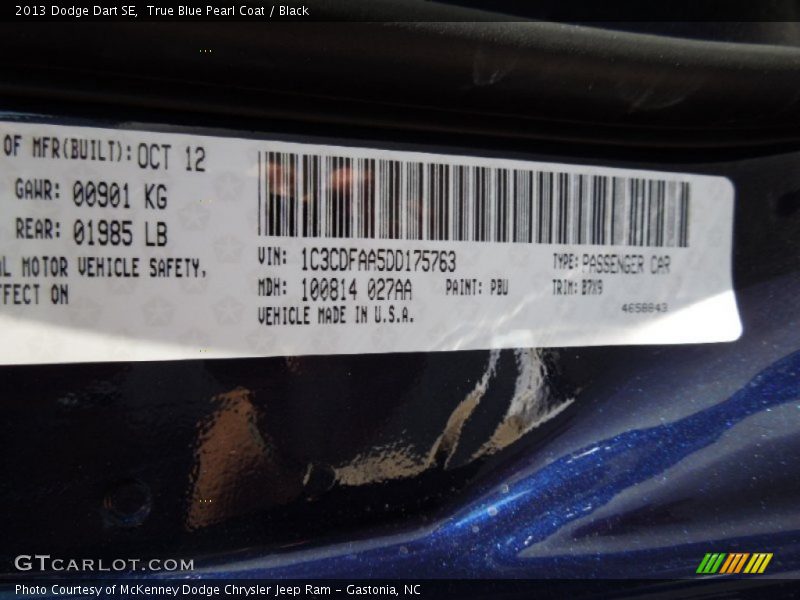 2013 Dodge Dart SE,  True Blue Pearl Coat / Black
OF MFR(BUILT): OCT 12
GAWR: 00901 KG
REAR: 01985 LB
L MOTOR VEHICLE SAFETY,
FFECT ON
VIN: 1C3CDFAA5DD175763 TYPE: PASSENGER CAR
MDH: 100814 027AA PAINT: PBU TRIM: B7X9
VEHICLE MADE IN U.S.A. 4658843
GTCARLOT.COM
Photo Courtesy of McKenney Dodge Chrysler Jeep Ram - Gastonia, NC